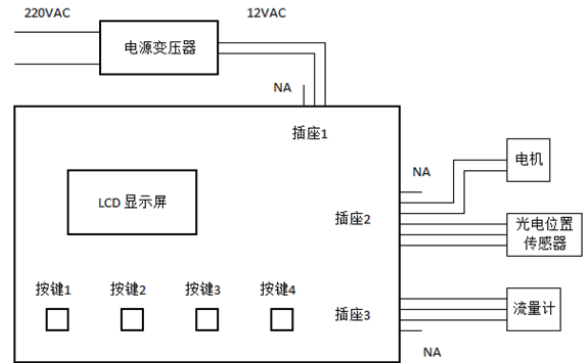 220VAC
12VAC
电源变压器
NA
插座1
NA
电机
LCD 显示屏
插座2
光电位置
传感器
按键1
按键2
按键3
按键4
插座3
流量计
NA